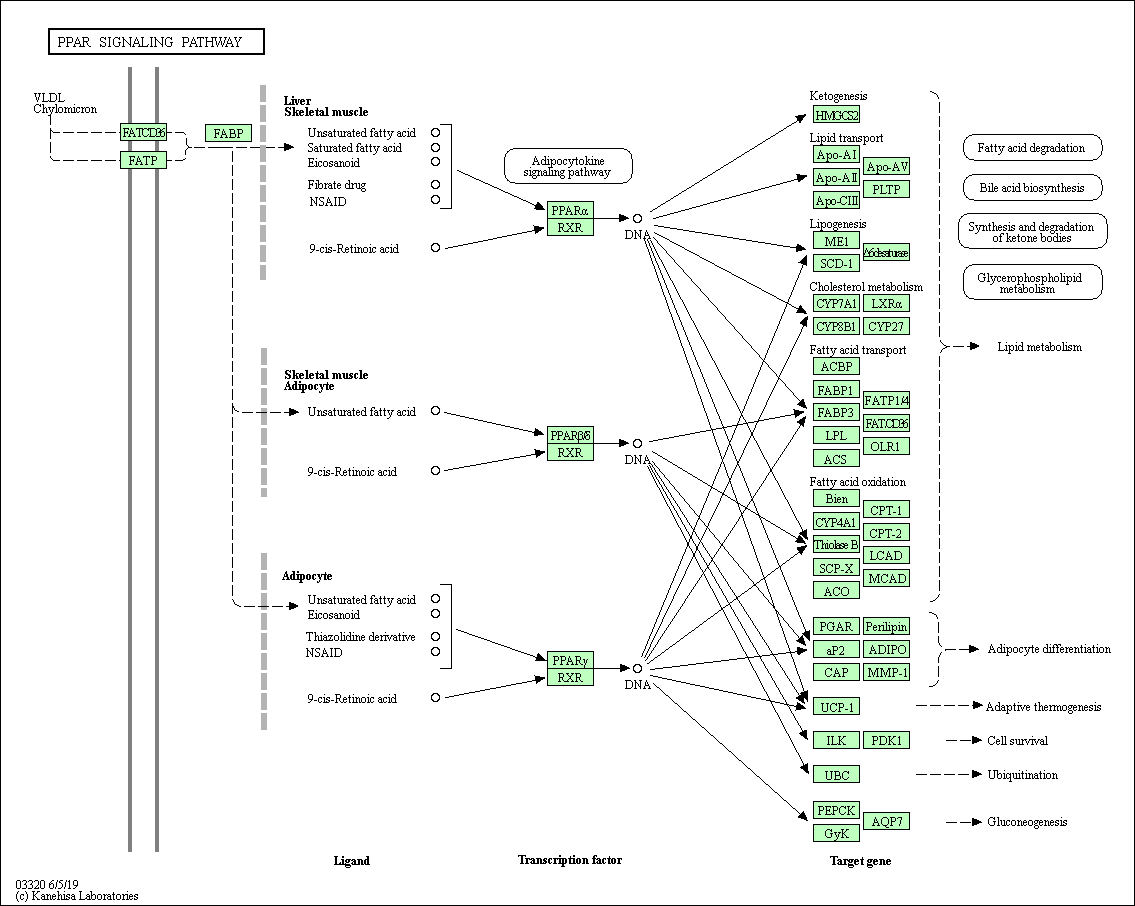 PPAR SIGNALING PATHWAY
VLDL
Chylomicron
FATCD36
FATP
FABP
Liver
Skeletal muscle
Unsaturated fatty acid
Saturated fatty acid
Eicosanoid
Fibrate drug
NSAID
9-cis-Retinoic acid
Adipocytokine
signaling pathway
PPARα
RXR
DNA
Skeletal muscle
Adipocyte
Unsaturated fatty acid
9-cis-Retinoic acid
PPARβ/δ
RXR
DNA
Adipocyte
Unsaturated fatty acid
Eicosanoid
Thiazolidine derivative
NSAID
9-cis-Retinoic acid
PPARγ
RXR
DNA
Ketogenesis
HMGCS2
Lipid transport
Apo-AI
Apo-AII
Apo-CIII
Apo-AV
PLTP
Lipogenesis
ME1
SCD-1
Δ6desaturase
Cholesterol metabolism
CYP7A1
LXRα
CYP8B1
CYP27
Fatty acid transport
ACBP
FABP1
FABP3
LPL
ACS
FATP1/4
FATCD36
OLR1
Fatty acid oxidation
Bien
CYP4A1
Thiolase B
SCP-X
ACO
CPT-1
CPT-2
LCAD
MCAD
PGAR
Perilipin
aP2
ADIPO
CAP
MMP-1
UCP-1
ILK
PDK1
UBC
PEPCK
GyK
AQP7
Fatty acid degradation
Bile acid biosynthesis
Synthesis and degradation
of ketone bodies
Glycerophospholipid
metabolism
Lipid metabolism
Adipocyte differentiation
Adaptive thermogenesis
Cell survival
Ubiquitination
Gluconeogenesis
Ligand
Transcription factor
Target gene
03320 6/5/19
(c) Kanehisa Laboratories